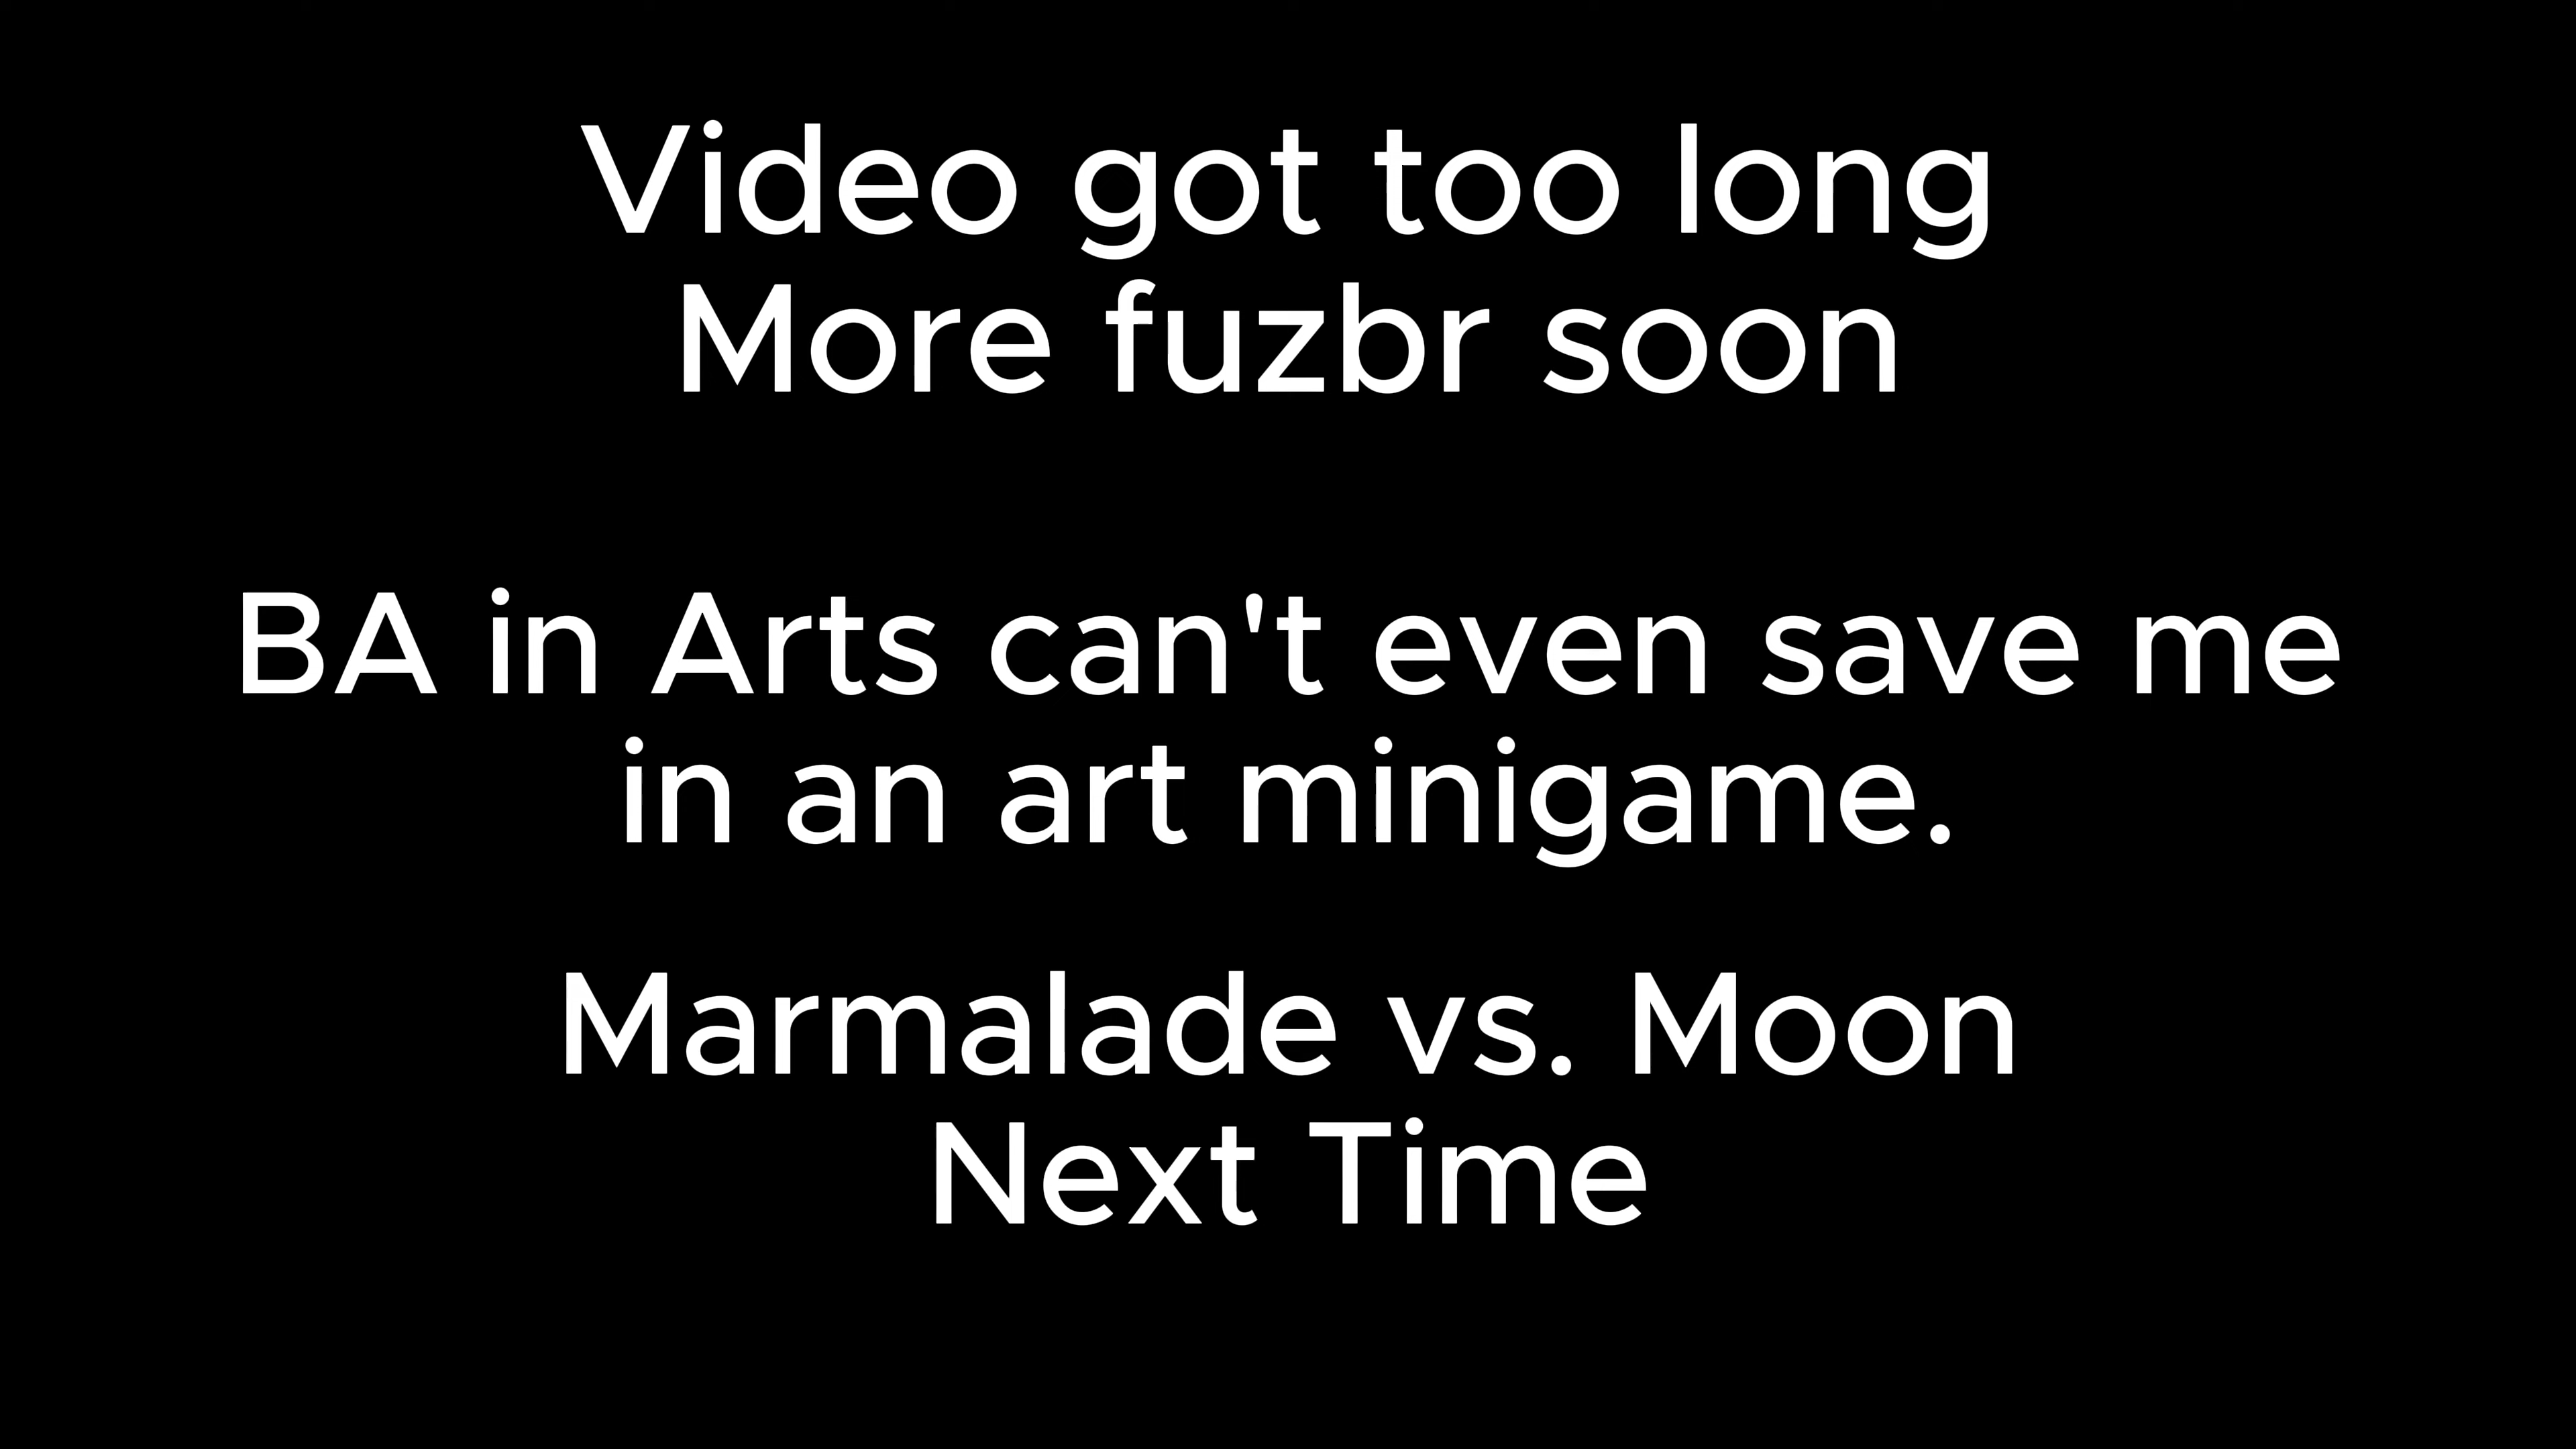 Video got too long
More fuzbr soon
BA in Arts can't even save me
in an art minigame.
Marmalade vs. Moon
Next Time